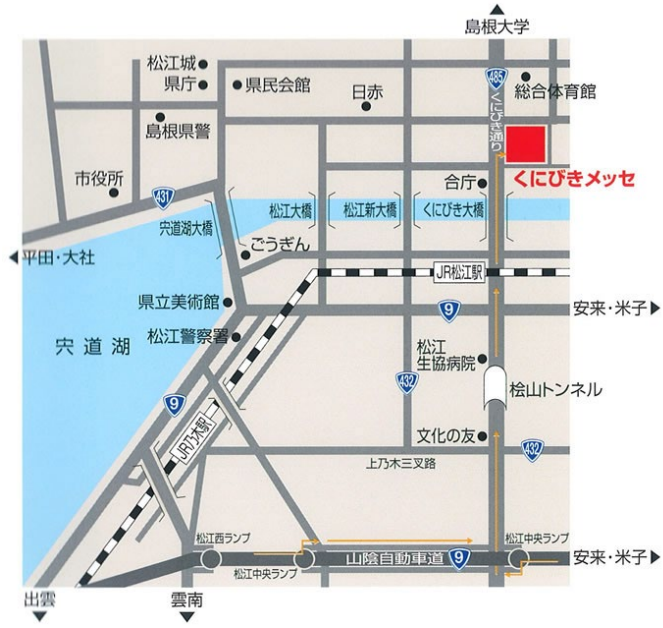 島根大学
松江城
県庁
県民会館
日赤
485
総合体育館
島根県警
くにびき通り
市役所
合庁
くにびきメッセ
431
宍道湖大橋
松江大橋
松江新大橋
くにびき大橋
平田・大社
ごうぎん
JR松江駅
県立美術館
9
安来・米子
宍道湖
松江警察署
松江
生協病院
432
桧山トンネル
9
JR乃木駅
文化の友
432
上乃木三叉路
松江西ランプ
松江中央ランプ
山陰自動車道
9
松江中央ランプ
安来・米子
出雲
雲南